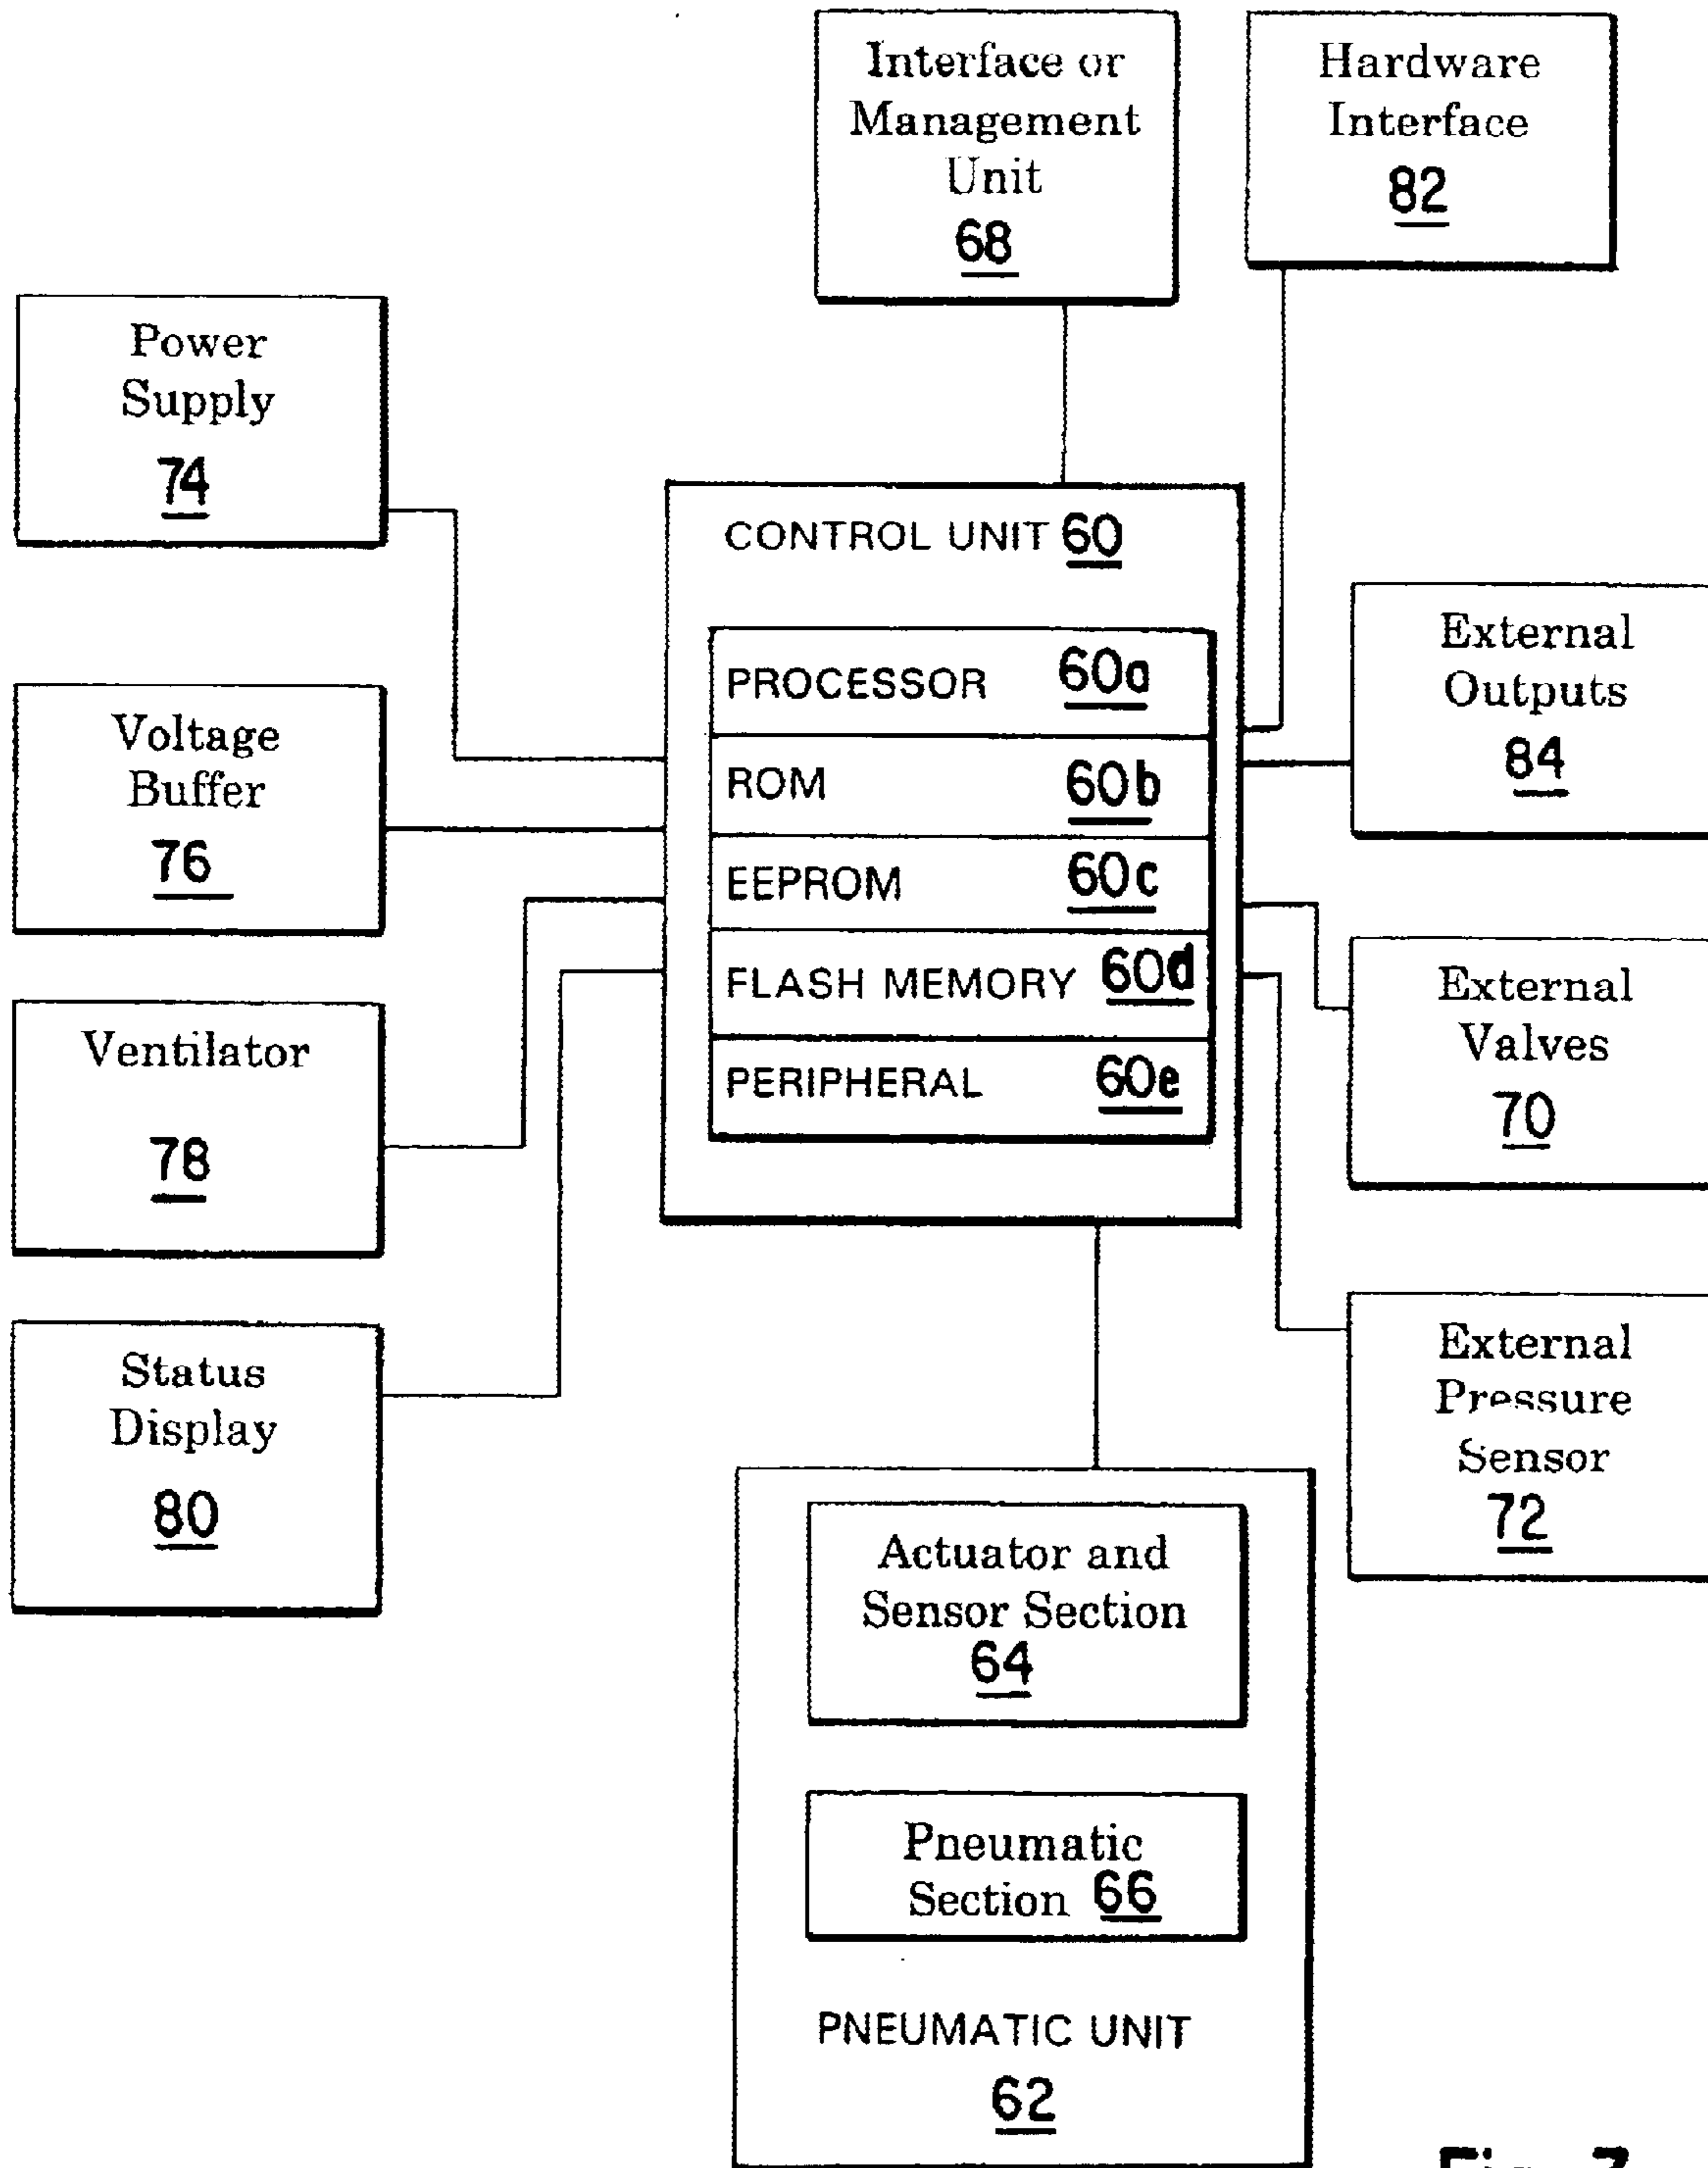 Interface or
Management
Unit
68
Hardware
Interface
82
Power
Supply
74
CONTROL UNIT 60
PROCESSOR 60a
ROM 60b
EEPROM 60c
FLASH MEMORY 60d
PERIPHERAL 60e
Voltage
Buffer
76
Ventilator
78
Status
Display
80
External
Outputs
84
External
Valves
70
External
Pressure
Sensor
72
Actuator and
Sensor Section
64
Pneumatic
Section 66
PNEUMATIC UNIT
62